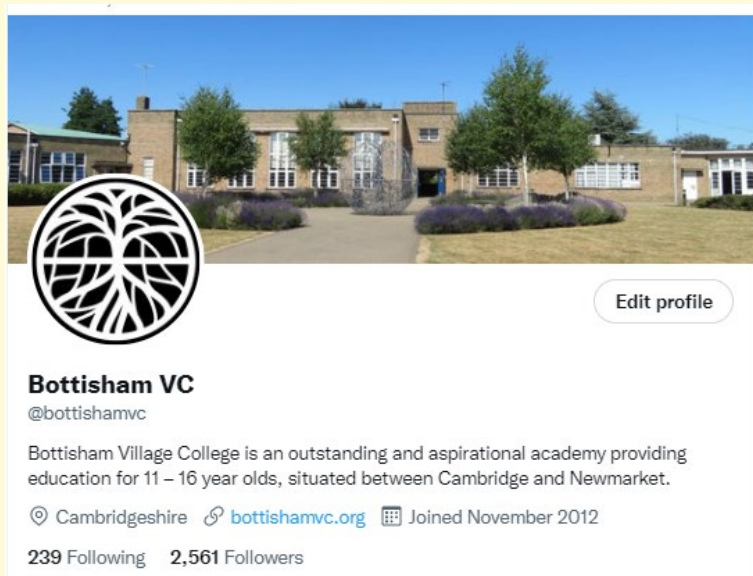 Edit profile
Bottisham VC
@bottishamvc
Bottisham Village College is an outstanding and aspirational academy providing
education for 11 – 16 year olds, situated between Cambridge and Newmarket.
Cambridgeshire bottishamvc.org Joined November 2012
239 Following 2,561 Followers